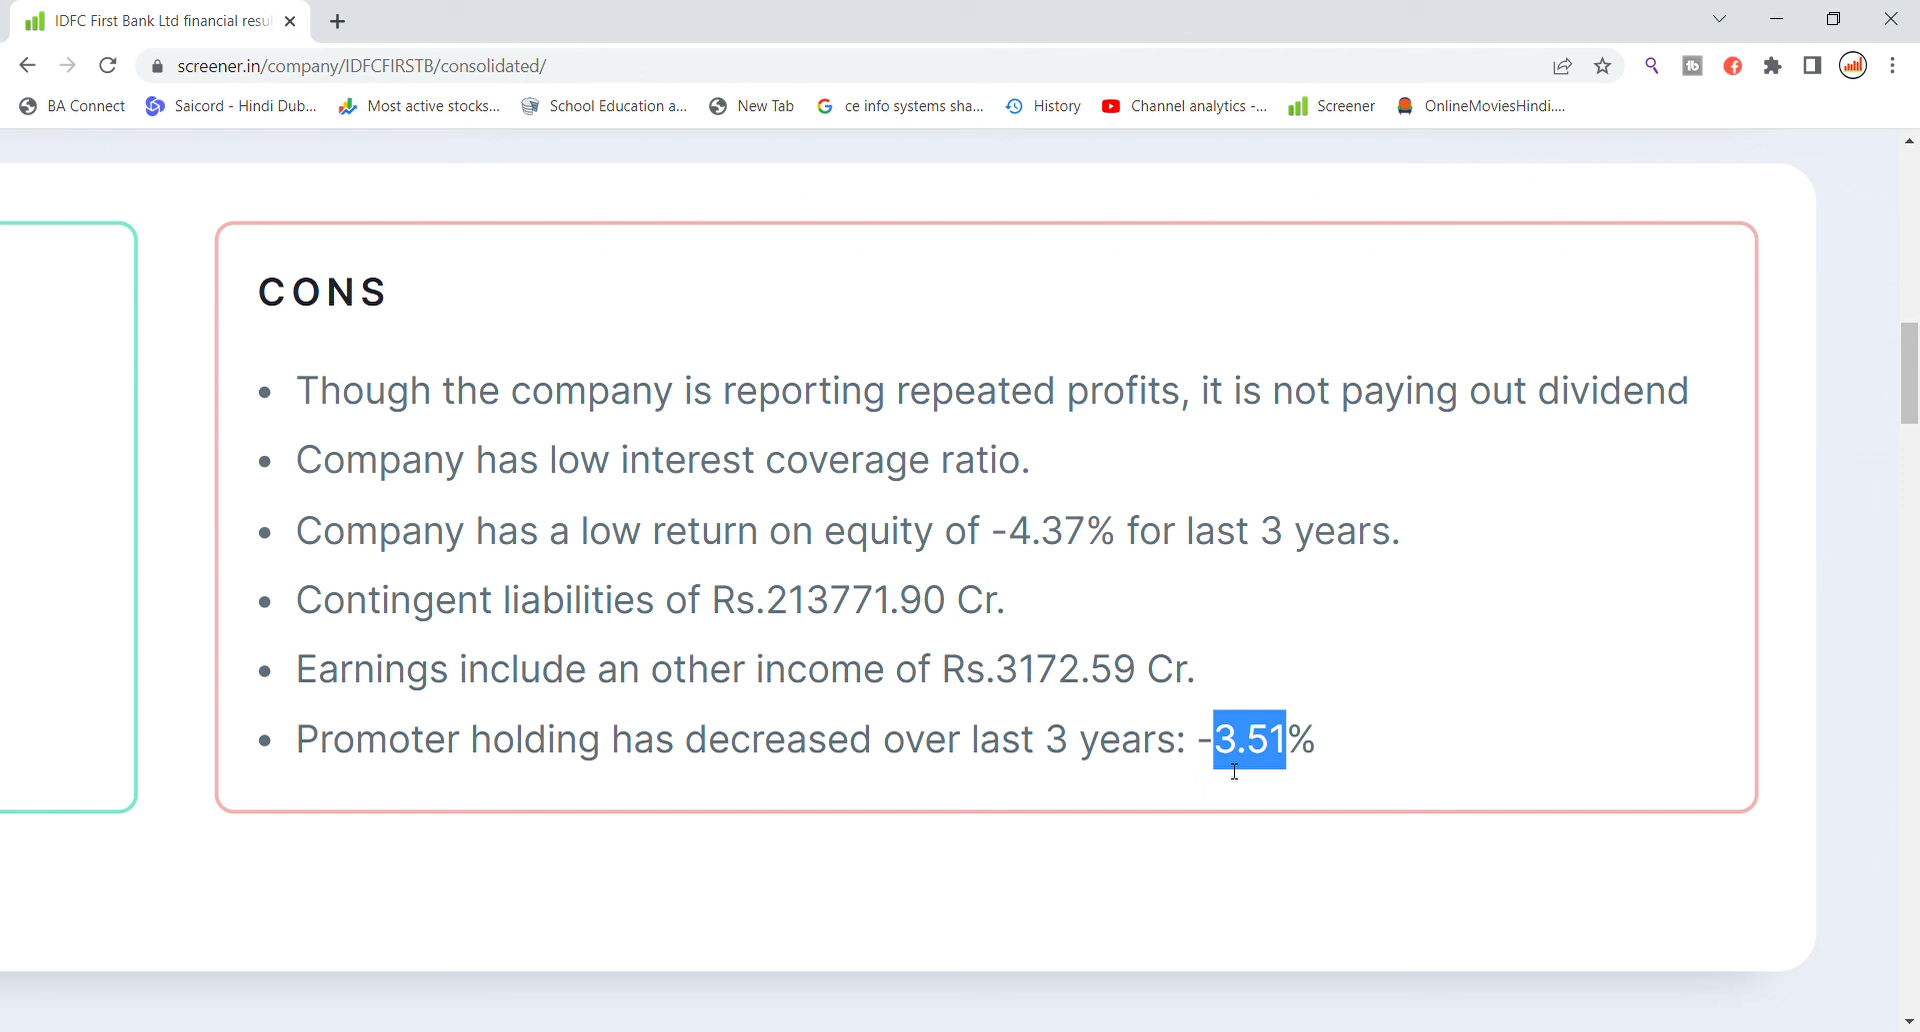 IDFC First Bank Ltd financial resu
screener.in/company/IDFCFIRSTB/consolidated/
BA Connect
Saicord - Hindi Dub...
Most active stocks...
School Education a...
New Tab
ce info systems sha...
History
Channel analytics -...
Screener
OnlineMoviesHindi....
CONS
• Though the company is reporting repeated profits, it is not paying out dividend
• Company has low interest coverage ratio.
• Company has a low return on equity of -4.37% for last 3 years.
• Contingent liabilities of Rs.213771.90 Cr.
• Earnings include an other income of Rs.3172.59 Cr.
• Promoter holding has decreased over last 3 years: -3.51%